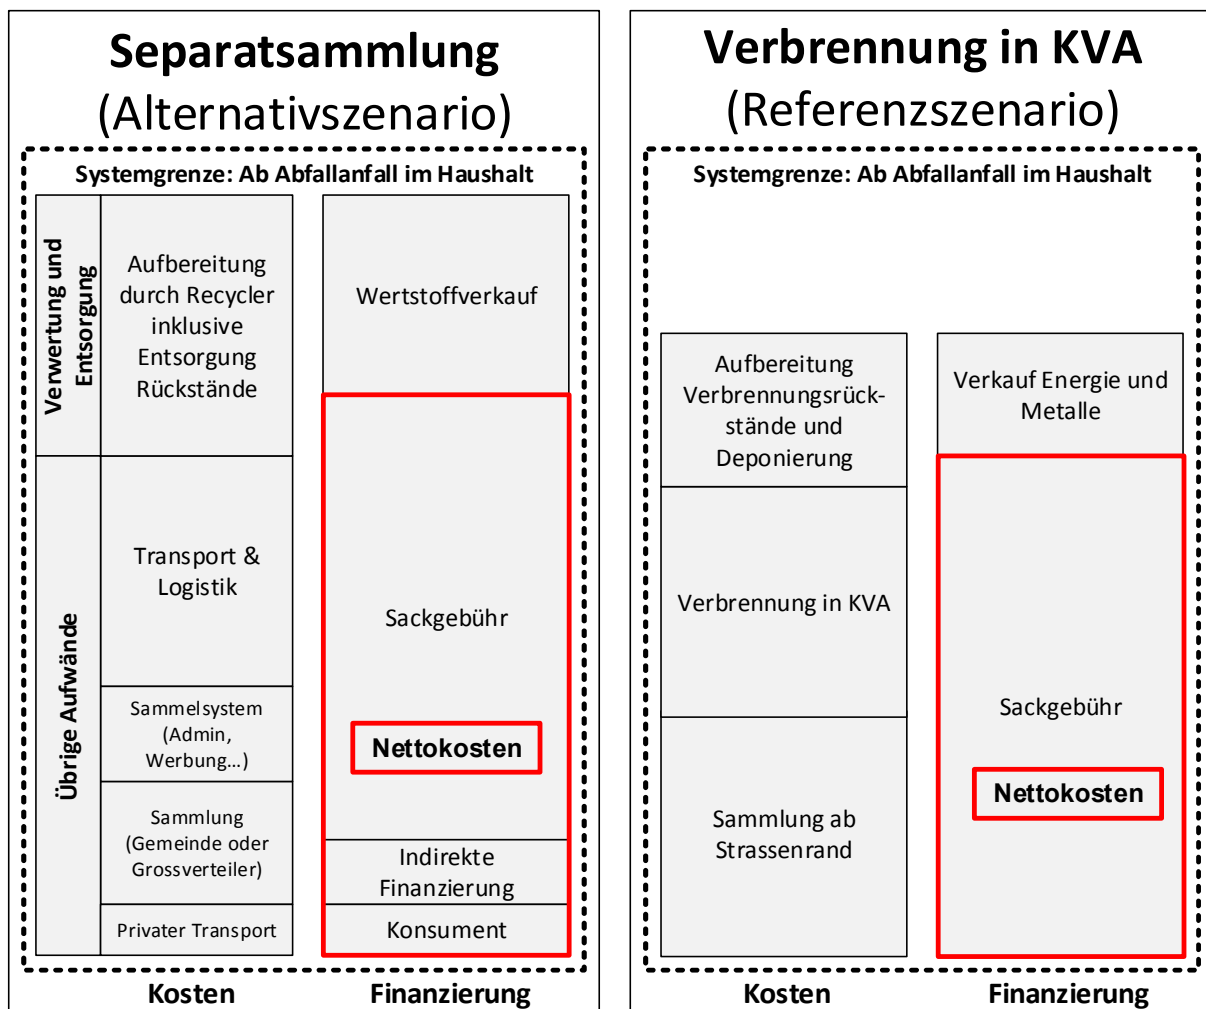 Separatsammlung
(Alternativszenario)
Systemgrenze: Ab Abfallanfall im Haushalt
Verwertung und
Entsorgung
Aufbereitung
durch Recycler
inklusive
Entsorgung
Rückstände
Wertstoffverkauf
Übrige Aufwände
Transport &
Logistik
Sammelsystem
(Admin,
Werbung...)
Sammlung
(Gemeinde oder
Grossverteiler)
Privater Transport
Sackgebühr
Nettokosten
Indirekte
Finanzierung
Konsument
Kosten
Finanzierung
Verbrennung in KVA
(Referenzszenario)
Systemgrenze: Ab Abfallanfall im Haushalt
Aufbereitung
Verbrennungsrück-
stände und
Deponierung
Verbrennung in KVA
Sammlung ab
Strassenrand
Verkauf Energie und
Metalle
Sackgebühr
Nettokosten
Kosten
Finanzierung